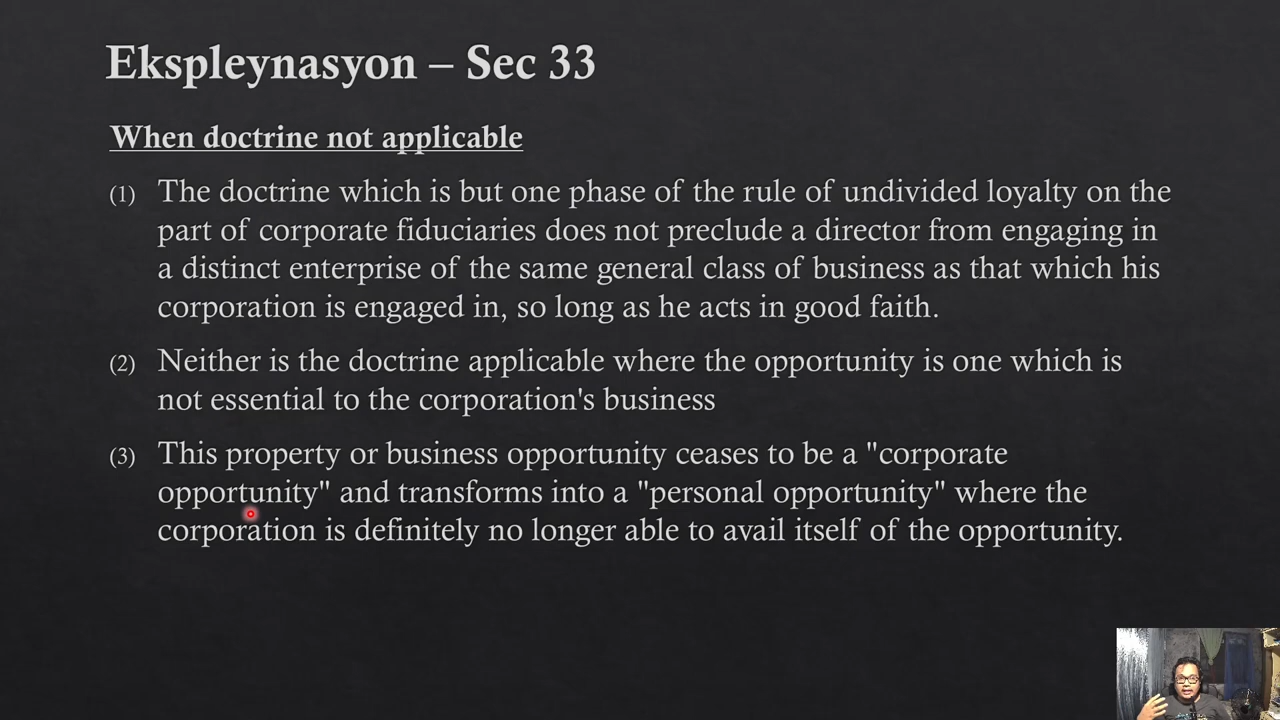 Ekspleynasyon – Sec 33
When doctrine not applicable
(1) The doctrine which is but one phase of the rule of undivided loyalty on the
part of corporate fiduciaries does not preclude a director from engaging in
a distinct enterprise of the same general class of business as that which his
corporation is engaged in, so long as he acts in good faith.
(2) Neither is the doctrine applicable where the opportunity is one which is
not essential to the corporation's business
(3) This property or business opportunity ceases to be a "corporate
opportunity" and transforms into a "personal opportunity" where the
corporation is definitely no longer able to avail itself of the opportunity.